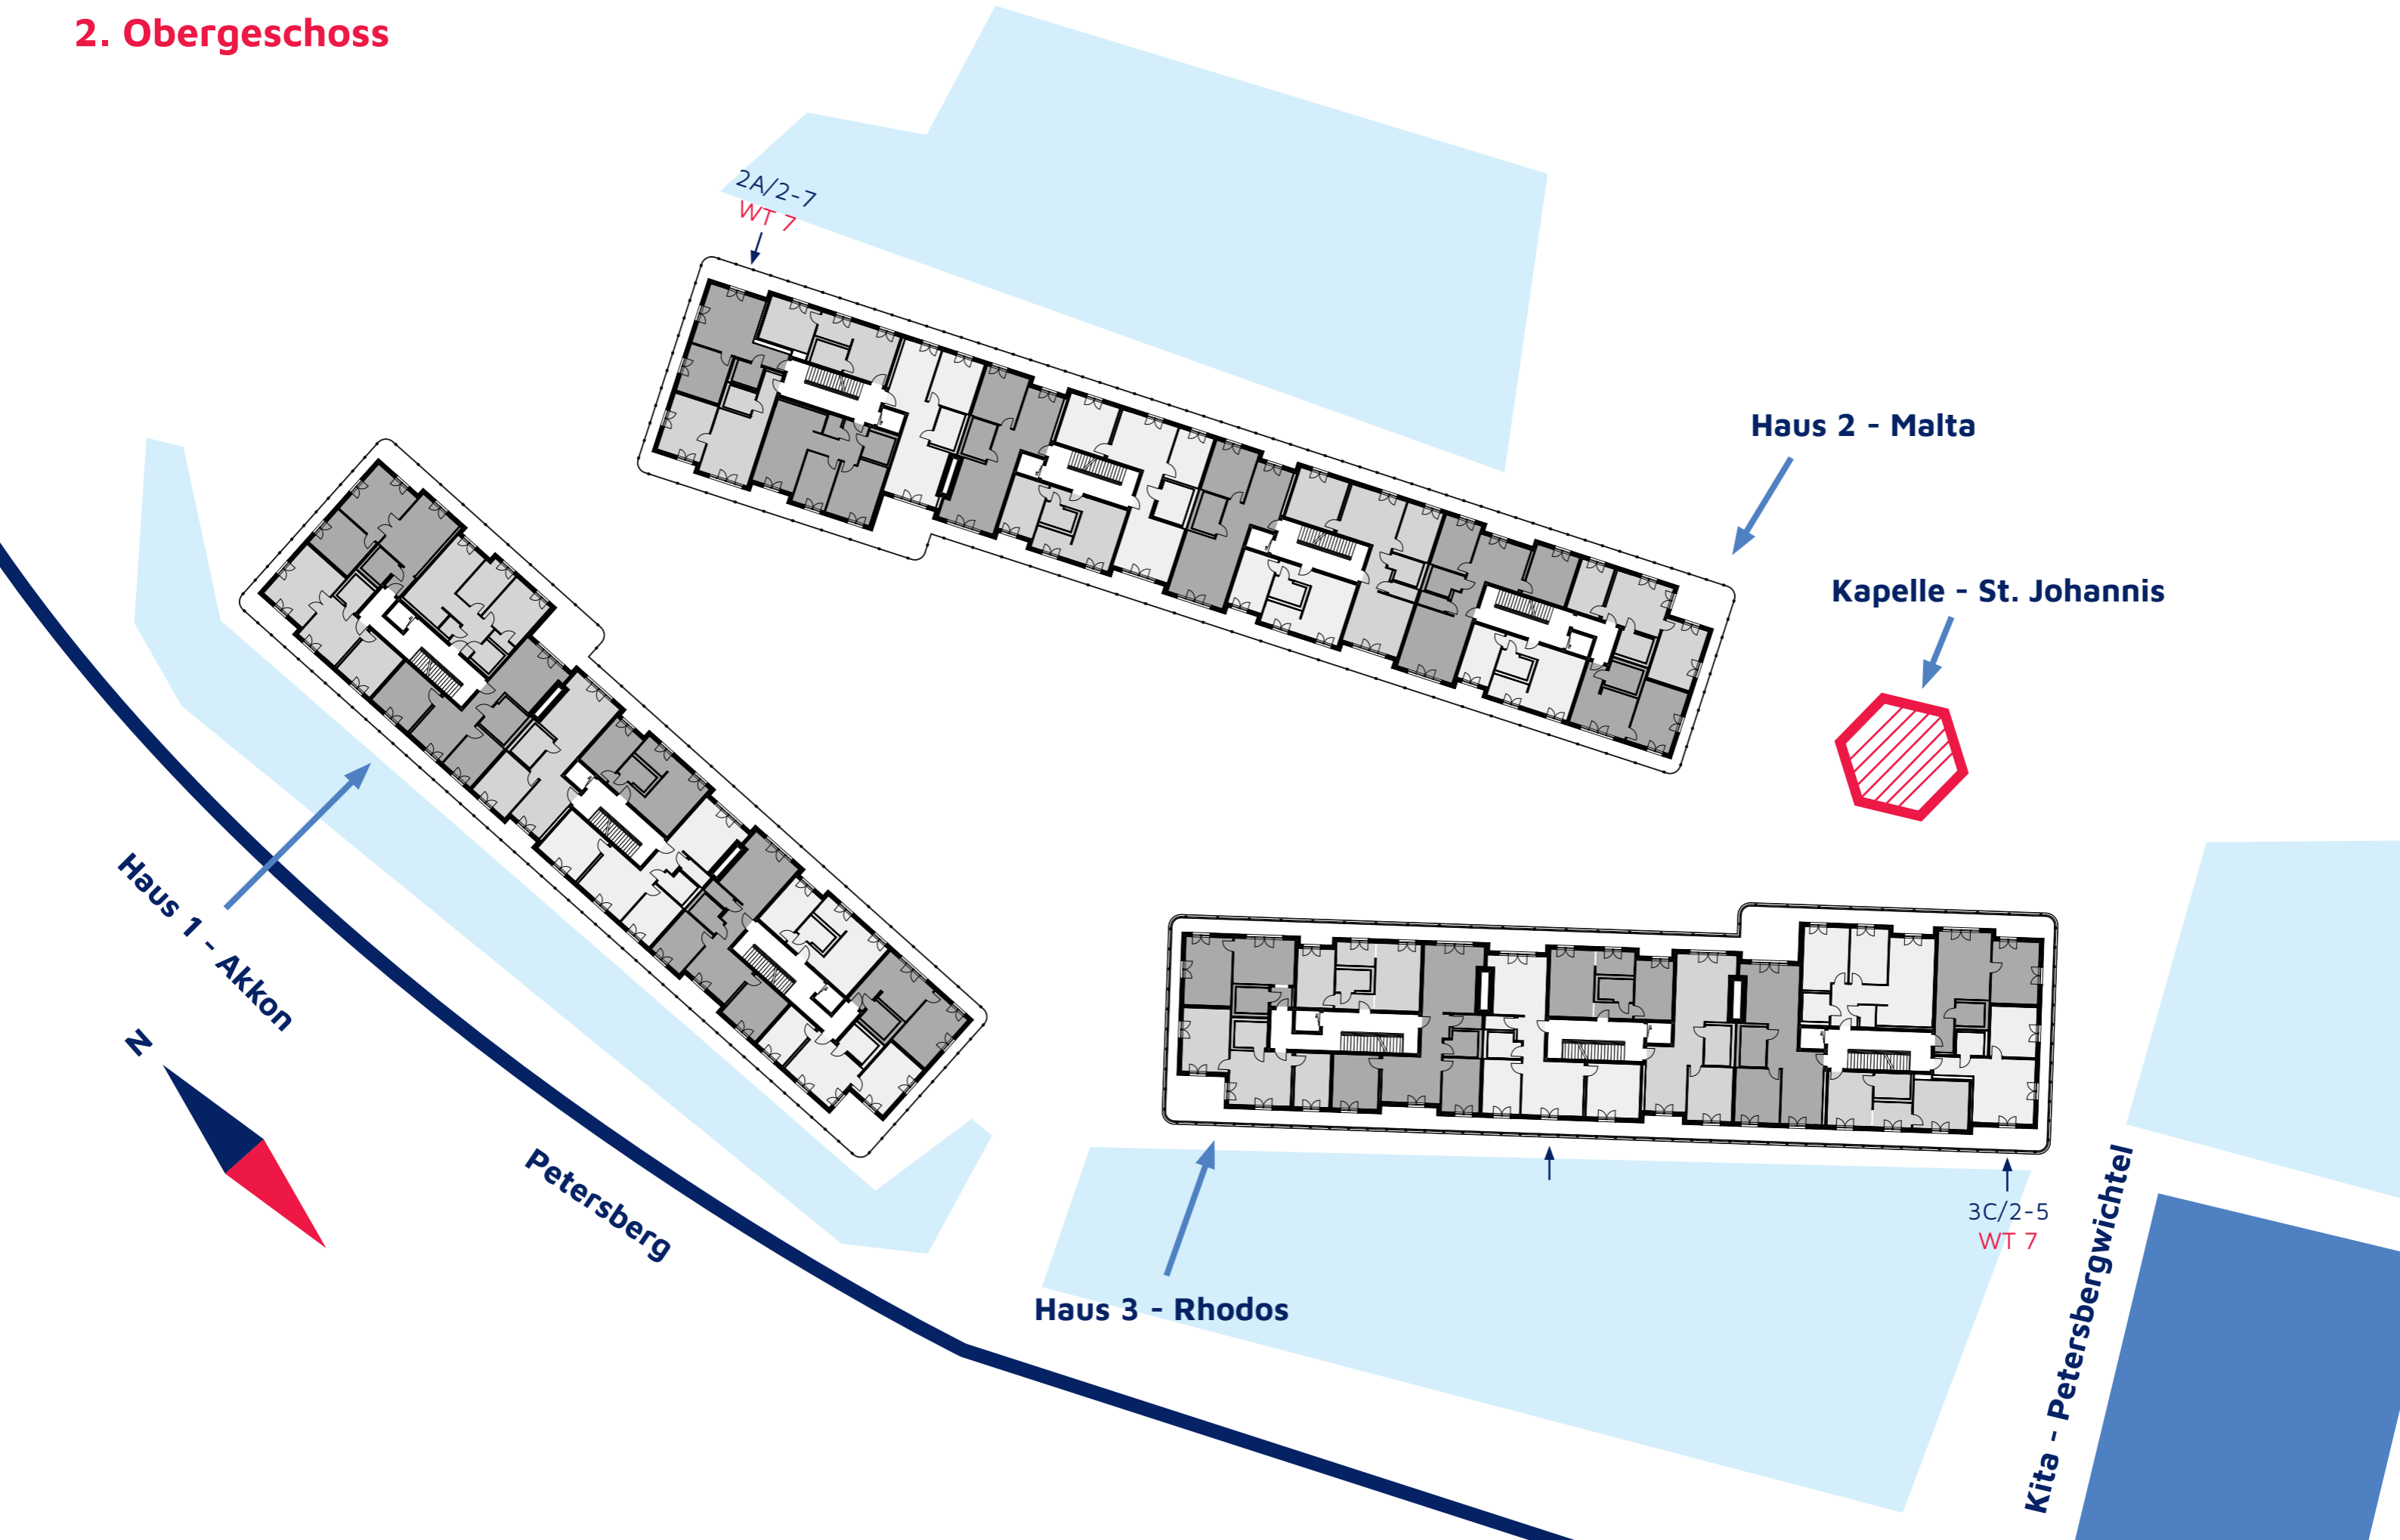 2. Obergeschoss
2A/2-7
WT 7
Haus 2 - Malta
Kapelle - St. Johannis
Haus 1 - Akkon
N
Petersberg
Haus 3 - Rhodos
3C/2-5
WT 7
Kita - Petersbergwichtel